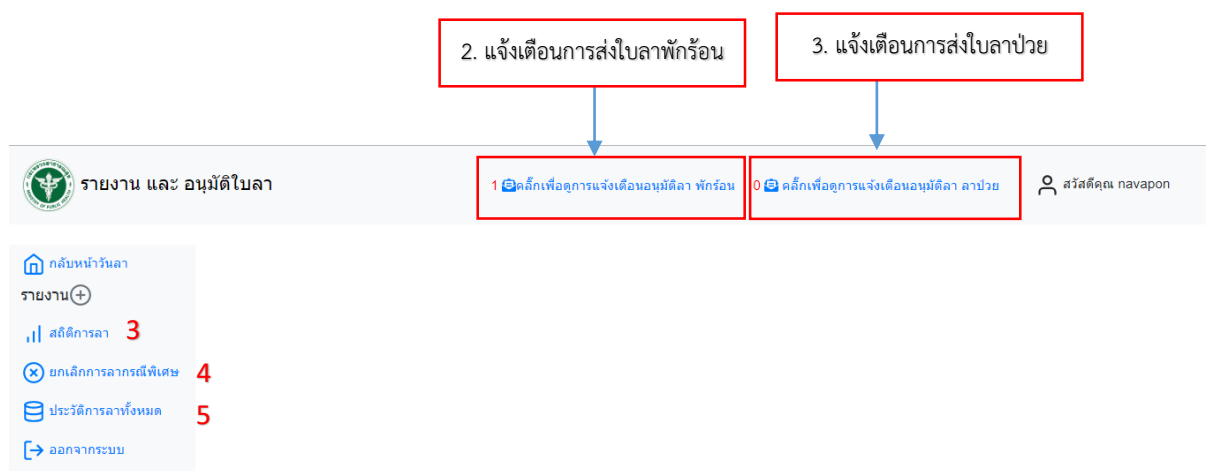 2. แจ้งเตือนการส่งใบลาพักร้อน
3. แจ้งเตือนการส่งใบลาป่วย
รายงาน และ อนุมัติใบลา
1 คลิ๊กเพื่อดูการแจ้งเตือนอนุมัติลา พักร้อน
0 คลิ๊กเพื่อดูการแจ้งเตือนอนุมัติลา ลาป่วย
สวัสดีคุณ navapon
กลับหน้าวันลา
รายงาน
สถิติการลา 3
ยกเลิกการลากรณีพิเศษ 4
ประวัติการลาทั้งหมด 5
ออกจากระบบ